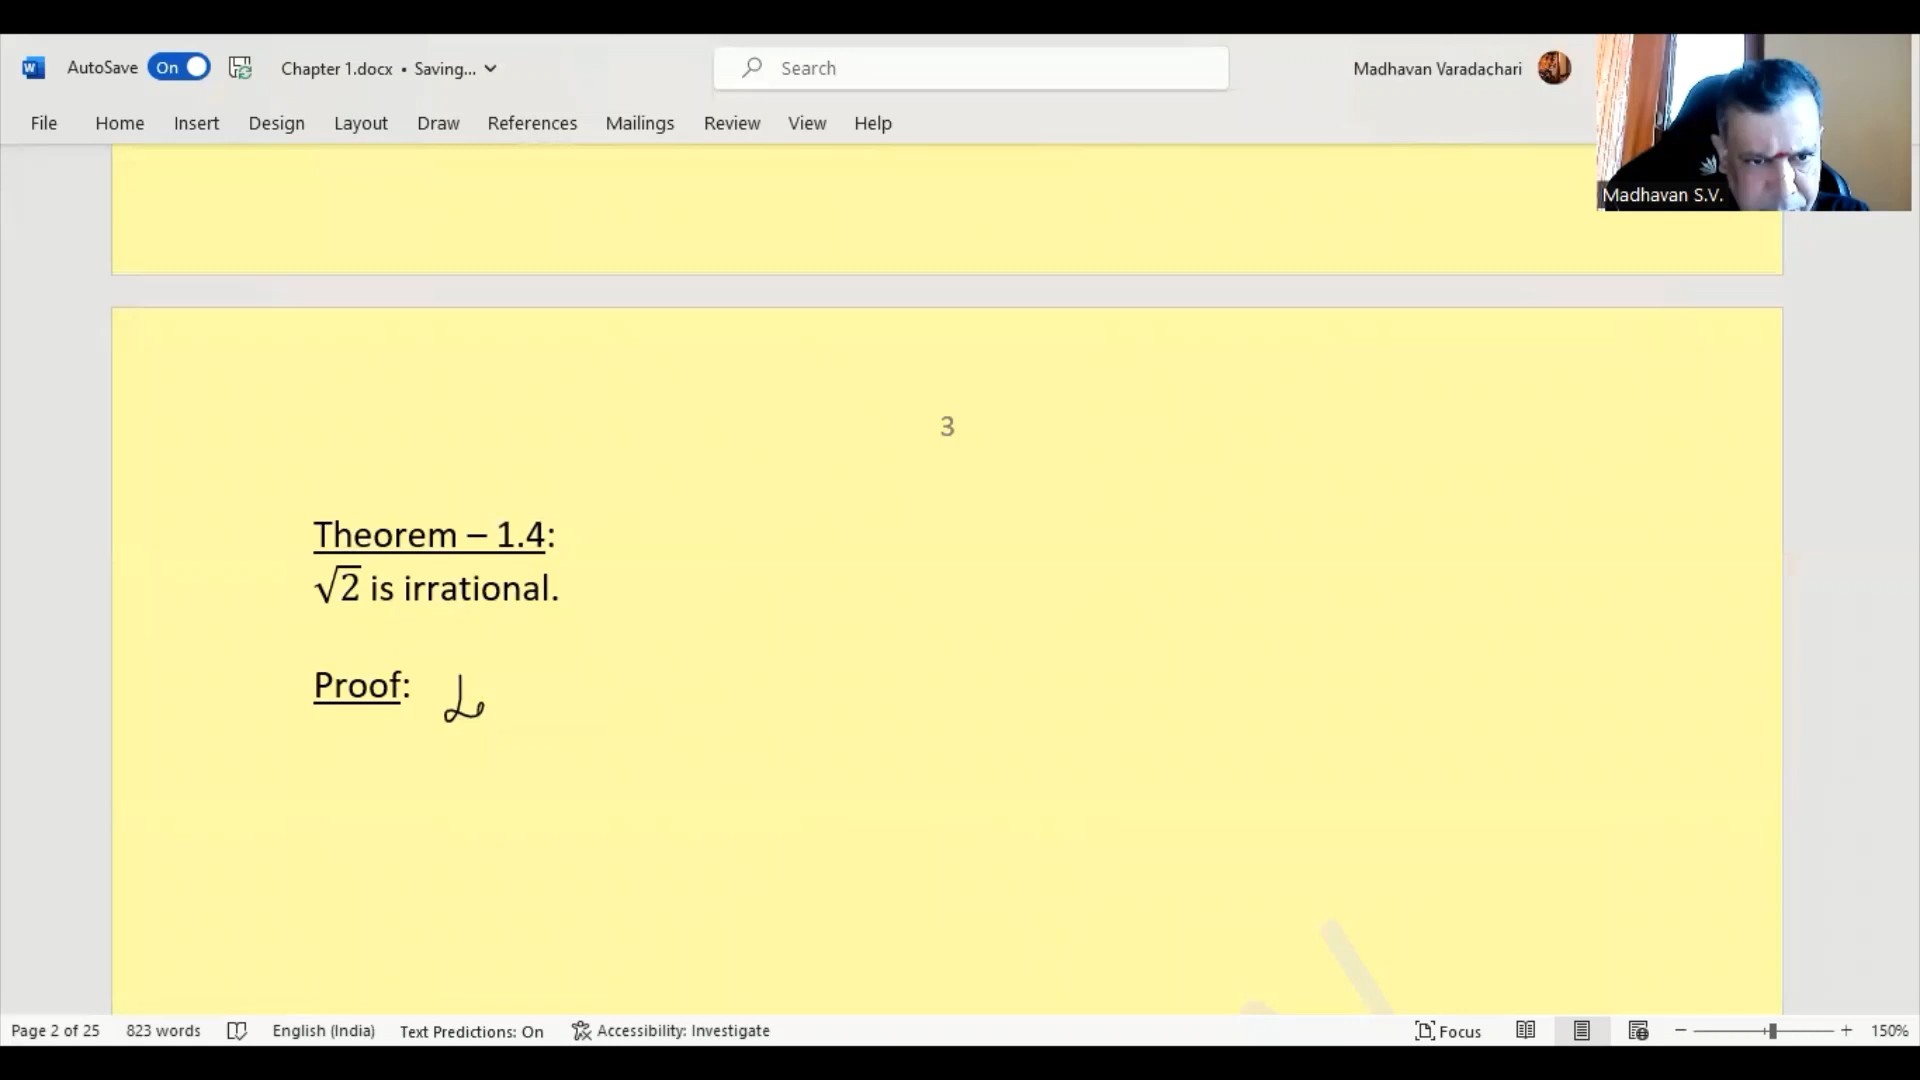 AutoSave On Chapter 1.docx • Saving... Search Madhavan Varadachari
File Home Insert Design Layout Draw References Mailings Review View Help
Madhavan S.V.
3
Theorem – 1.4:
√2 is irrational.
Proof:
Page 2 of 25 823 words English (India) Text Predictions: On Accessibility: Investigate Focus 150%